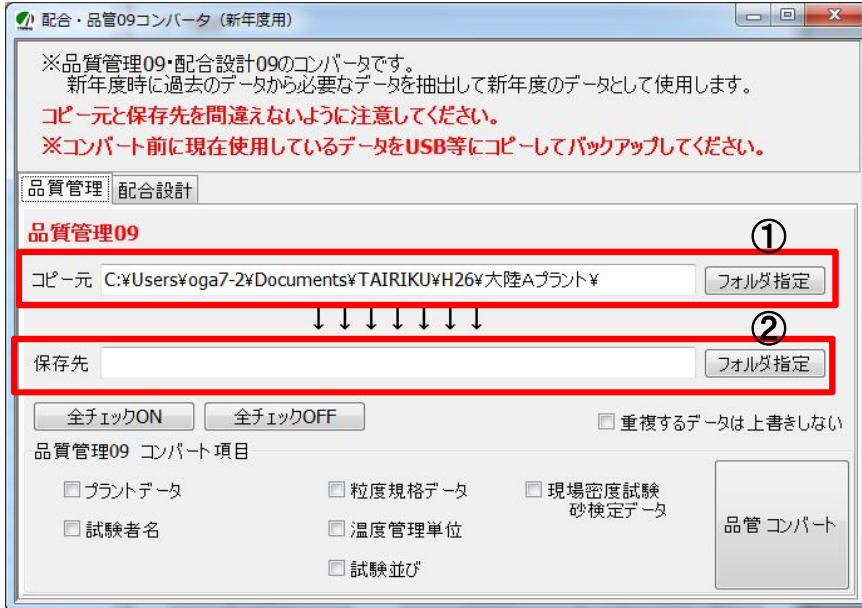 配合・品管09コンバータ（新年度用）
※品質管理09・配合設計09のコンバータです。
新年度時に過去のデータから必要なデータを抽出して新年度のデータとして使用します。
コピー元と保存先を間違えないように注意してください。
※コンバート前に現在使用しているデータをUSB等にコピーしてバックアップしてください。
品質管理 配合設計
品質管理09
①
コピー元 C:¥Users¥oga7-2¥Documents¥TAIRIKU¥H26¥大陸Aプラント¥ フォルダ指定
↓ ↓ ↓ ↓ ↓ ↓ ↓
②
保存先 フォルダ指定
全チェックON 全チェックOFF 重複するデータは上書きしない
品質管理09 コンバート項目
プラントデータ 粒度規格データ 現場密度試験
砂検定データ
試験者名 温度管理単位
試験並び
品管 コンバート